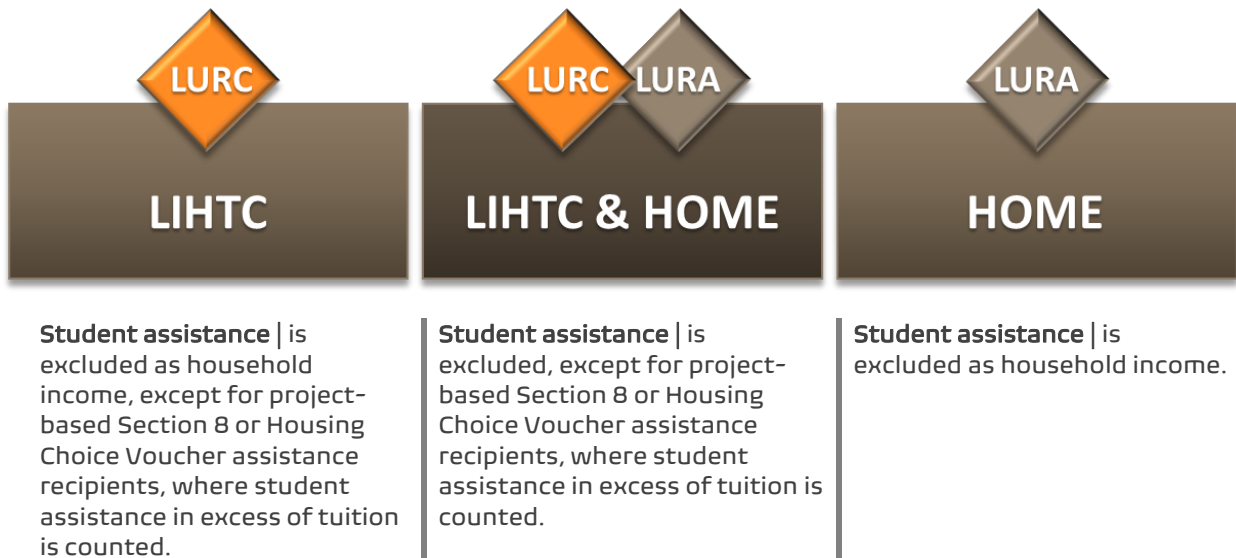 LURC
LIHTC
Student assistance | is
excluded as household
income, except for project-
based Section 8 or Housing
Choice Voucher assistance
recipients, where student
assistance in excess of tuition
is counted.
LURC LURA
LIHTC & HOME
Student assistance | is
excluded, except for project-
based Section 8 or Housing
Choice Voucher assistance
recipients, where student
assistance in excess of tuition is
counted.
LURA
HOME
Student assistance | is
excluded as household income.